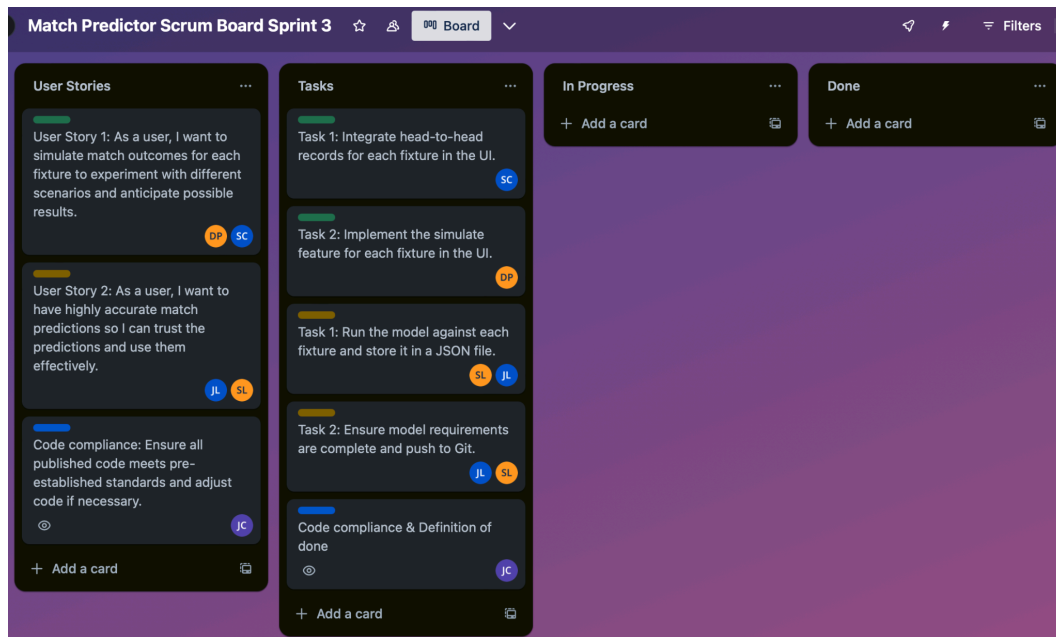 Match Predictor Scrum Board Sprint 3
Board
Filters
User Stories
User Story 1: As a user, I want to
simulate match outcomes for each
fixture to experiment with different
scenarios and anticipate possible
results.
DP SC
User Story 2: As a user, I want to
have highly accurate match
predictions so I can trust the
predictions and use them
effectively.
JL SL
Code compliance: Ensure all
published code meets pre-
established standards and adjust
code if necessary.
JC
+ Add a card
Tasks
Task 1: Integrate head-to-head
records for each fixture in the UI.
SC
Task 2: Implement the simulate
feature for each fixture in the UI.
DP
Task 1: Run the model against each
fixture and store it in a JSON file.
SL JL
Task 2: Ensure model requirements
are complete and push to Git.
JL SL
Code compliance & Definition of
done
JC
+ Add a card
In Progress
+ Add a card
Done
+ Add a card